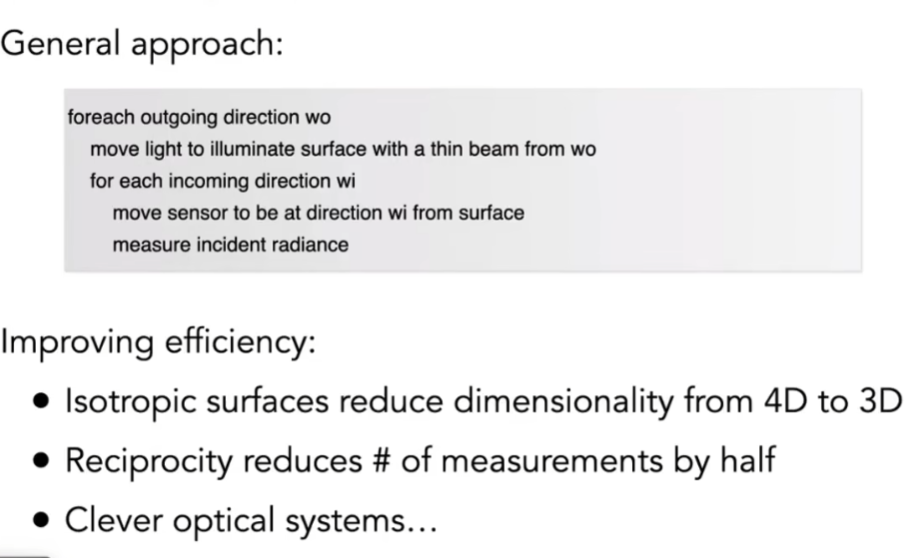 General approach:
foreach outgoing direction wo
move light to illuminate surface with a thin beam from wo
for each incoming direction wi
move sensor to be at direction wi from surface
measure incident radiance
Improving efficiency:
● Isotropic surfaces reduce dimensionality from 4D to 3D
● Reciprocity reduces # of measurements by half
● Clever optical systems...